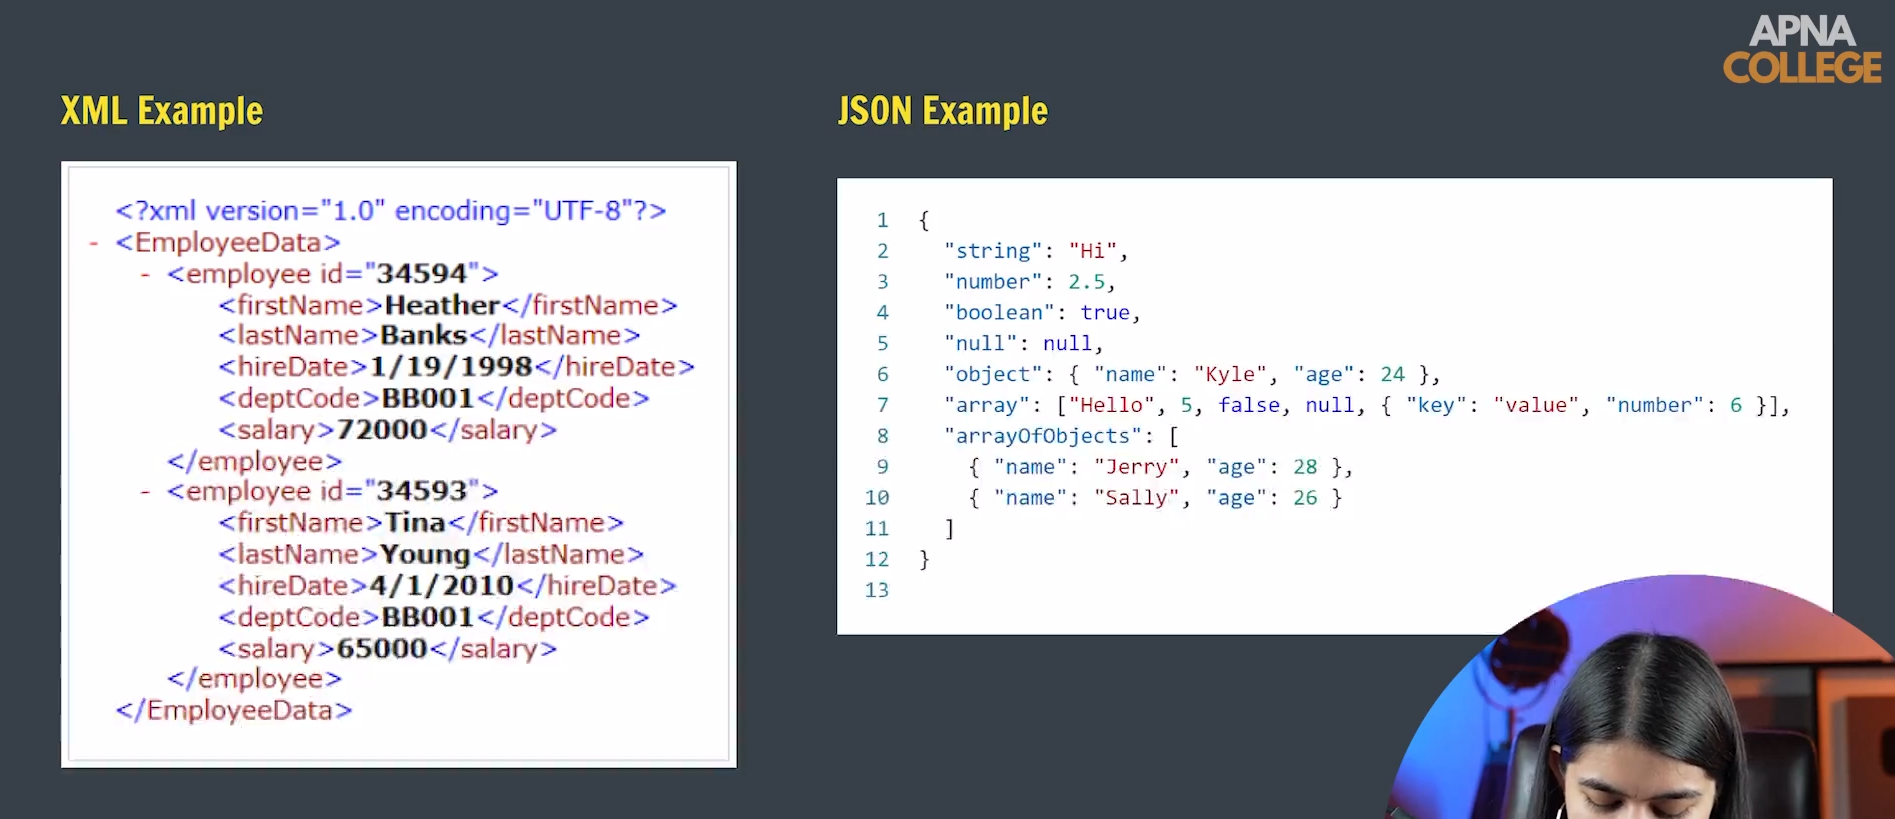 APNA
COLLEGE
XML Example
<?xml version="1.0" encoding="UTF-8"?>
- <EmployeeData>
- <employee id="34594">
<firstName>Heather</firstName>
<lastName>Banks</lastName>
<hireDate>1/19/1998</hireDate>
<deptCode>BB001</deptCode>
<salary>72000</salary>
</employee>
- <employee id="34593">
<firstName>Tina</firstName>
<lastName>Young</lastName>
<hireDate>4/1/2010</hireDate>
<deptCode>BB001</deptCode>
<salary>65000</salary>
</employee>
</EmployeeData>
JSON Example
1 {
2 "string": "Hi",
3 "number": 2.5,
4 "boolean": true,
5 "null": null,
6 "object": { "name": "Kyle", "age": 24 },
7 "array": ["Hello", 5, false, null, { "key": "value", "number": 6 }],
8 "arrayOfObjects": [
9 { "name": "Jerry", "age": 28 },
10 { "name": "Sally", "age": 26 }
11 ]
12 }
13